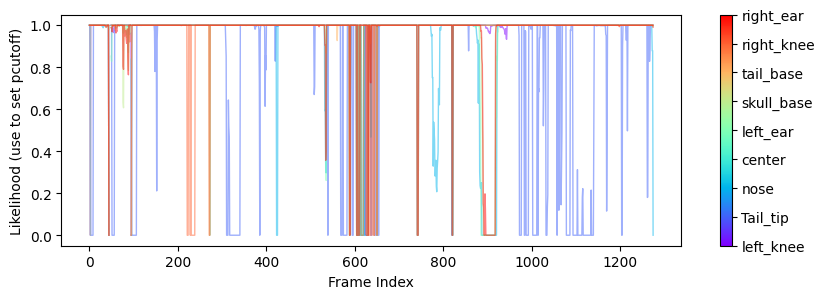 1.0
0.8
0.6
0.4
0.2
0.0
Likelihood (use to set pcutoff)
0
200
400
600
800
1000
1200
Frame Index
right_ear
right_knee
tail_base
skull_base
left_ear
center
nose
Tail_tip
left_knee